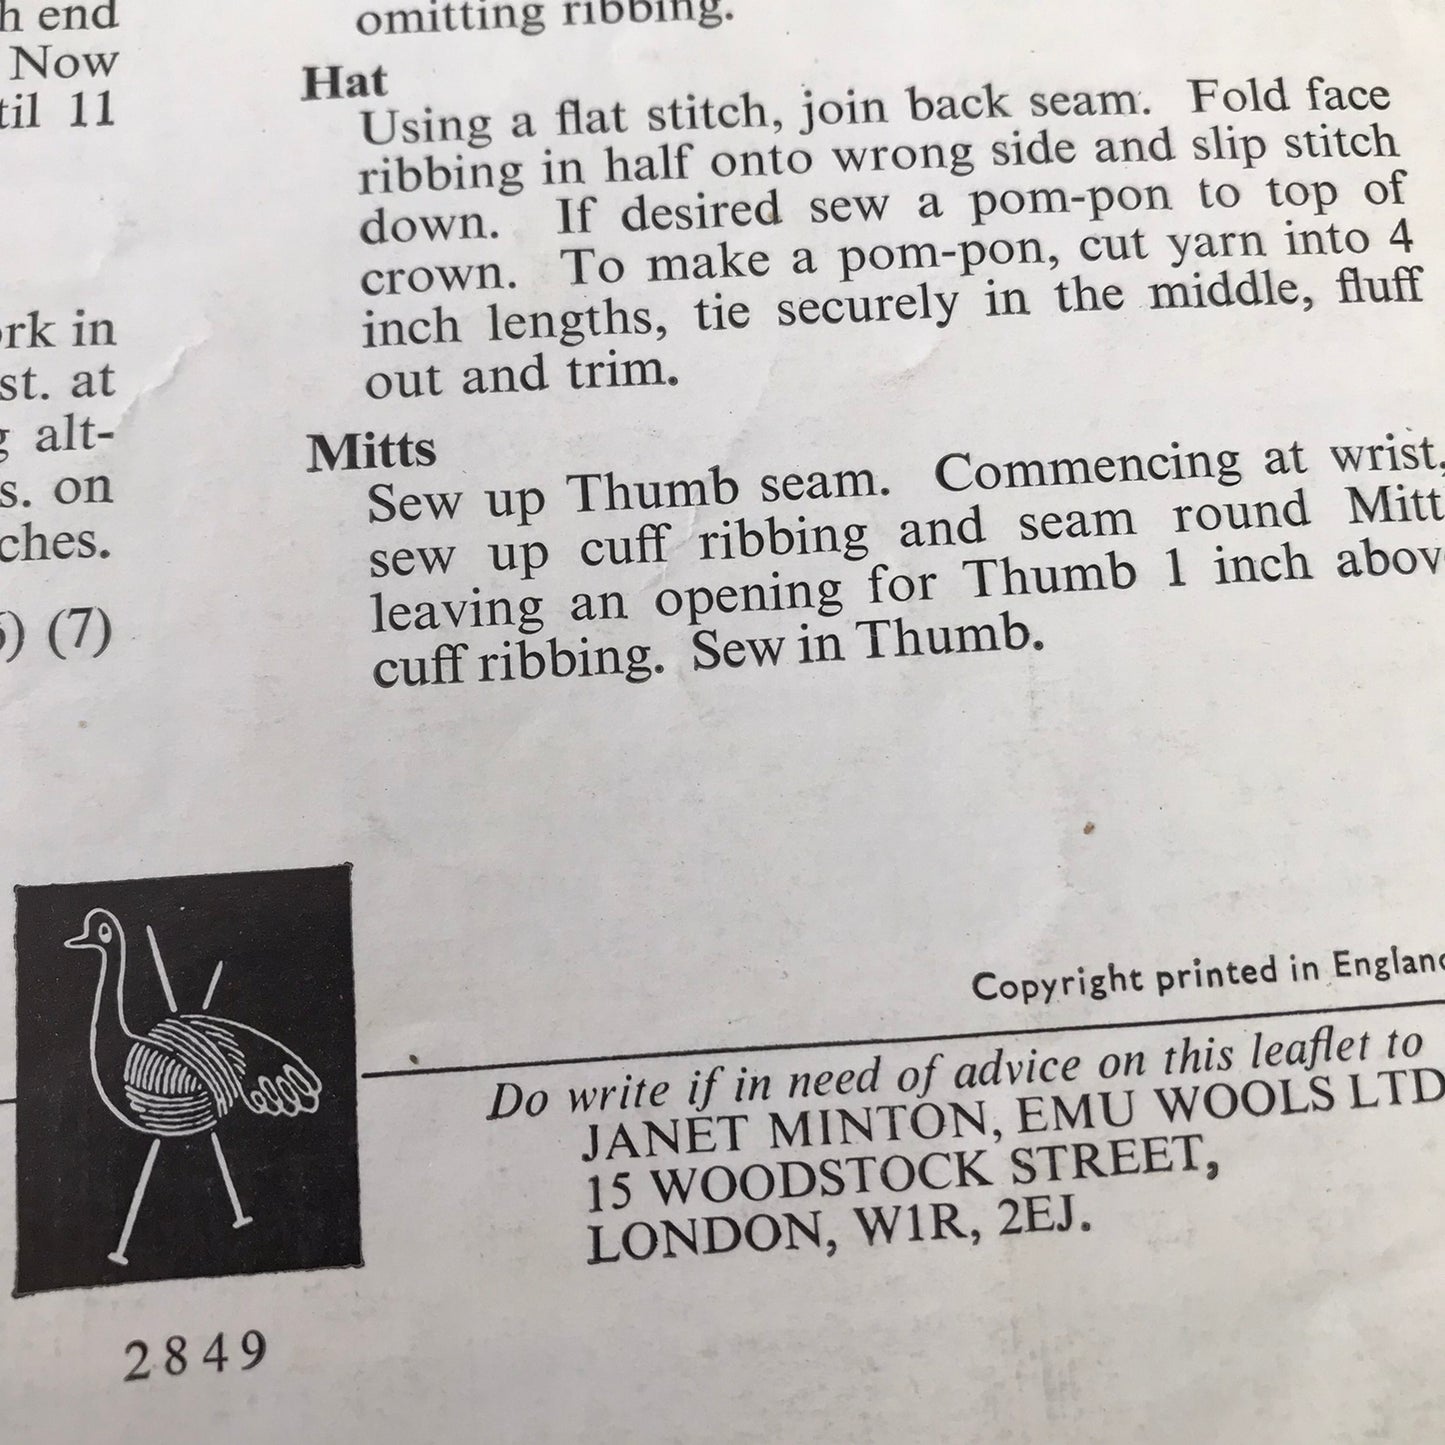 h end
Now
til 11
rk in
st. at
alt-
s. on
ches.
(7)
omitting ribbing.
Hat
Using a flat stitch, join back seam. Fold face
ribbing in half onto wrong side and slip stitch
down. If desired sew a pom-pon to top of
crown. To make a pom-pon, cut yarn into 4
inch lengths, tie securely in the middle, fluff
out and trim.
Mitts
Sew up Thumb seam. Commencing at wrist,
sew up cuff ribbing and seam round Mitt
leaving an opening for Thumb 1 inch abov
cuff ribbing. Sew in Thumb.
Copyright printed in England
Do write if in need of advice on this leaflet to
JANET MINTON, EMU WOOLS LTD
15 WOODSTOCK STREET,
LONDON, W1R, 2EJ.
2849